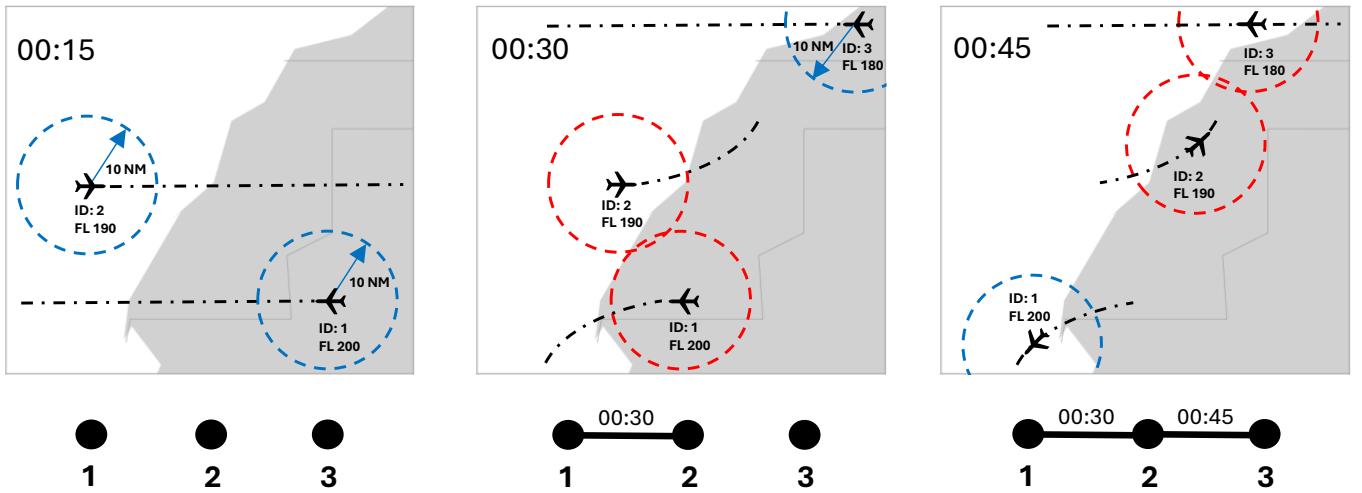 00:15
10 NM
ID: 2
FL 190
10 NM
ID: 1
FL 200
1 2 3
00:30
10 NM
ID: 3
FL 180
ID: 2
FL 190
ID: 1
FL 200
00:30
1 2 3
00:45
ID: 3
FL 180
ID: 2
FL 190
ID: 1
FL 200
00:30 00:45
1 2 3